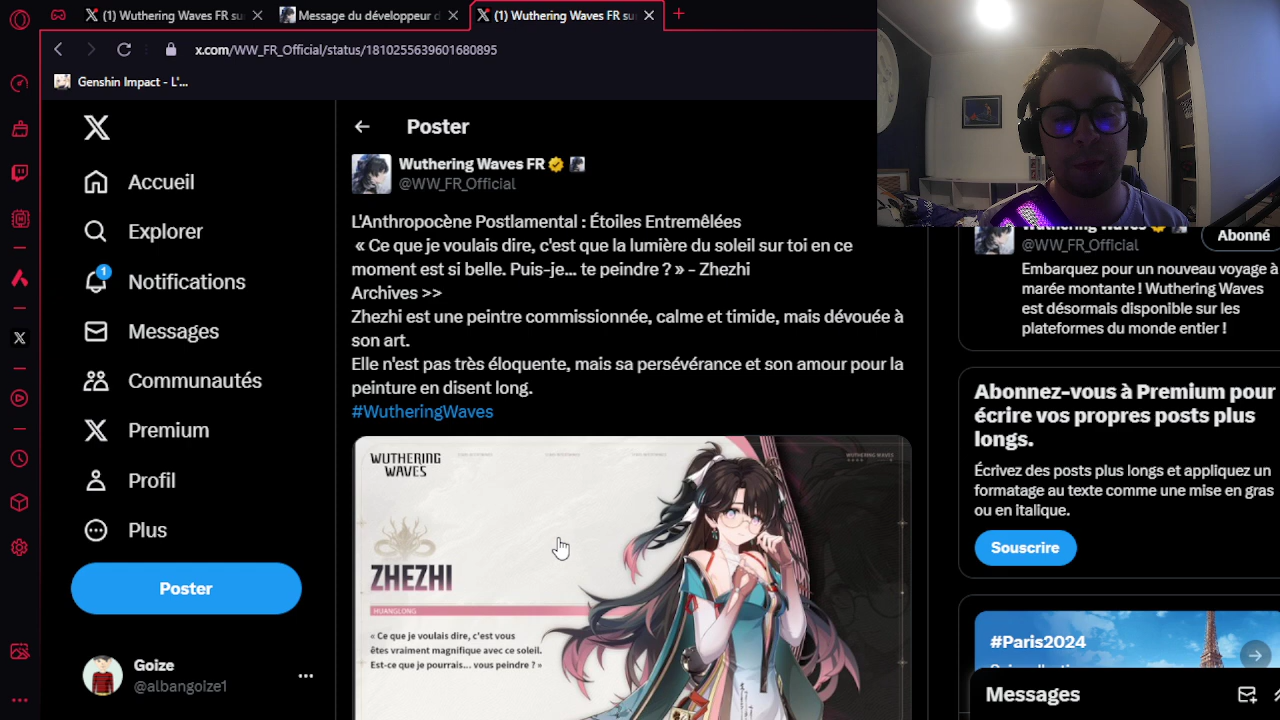 (1) Wuthering Waves FR su
Message du développeur d
(1) Wuthering Waves FR su
x.com/WW_FR_Official/status/1810255639601680895
Genshin Impact - L'...
Accueil
Explorer
1
Notifications
Messages
Communautés
Premium
Profil
Plus
Poster
Goize
@albangoize1
Poster
Wuthering Waves FR
@WW_FR_Official
L'Anthropocène Postlamental : Étoiles Entremêlées
« Ce que je voulais dire, c'est que la lumière du soleil sur toi en ce
moment est si belle. Puis-je... te peindre ? » - Zhezhi
Archives >>
Zhezhi est une peintre commissionnée, calme et timide, mais dévouée à
son art.
Elle n'est pas très éloquente, mais sa persévérance et son amour pour la
peinture en disent long.
#WutheringWaves
WUTHERING
WAVES
WUTHERING WAVES
ZHEZHI
HUANGLONG
« Ce que je voulais dire, c'est vous
êtes vraiment magnifique avec ce soleil.
Est-ce que je pourrais... vous peindre ? »
Wuthering Waves
@WW_FR_Official
Abonné
Embarquez pour un nouveau voyage à
marée montante ! Wuthering Waves
est désormais disponible sur les
plateformes du monde entier !
Abonnez-vous à Premium pour
écrire vos propres posts plus
longs.
Écrivez des posts plus longs et appliquez un
formatage au texte comme une mise en gras
ou en italique.
Souscrire
#Paris2024
Messages